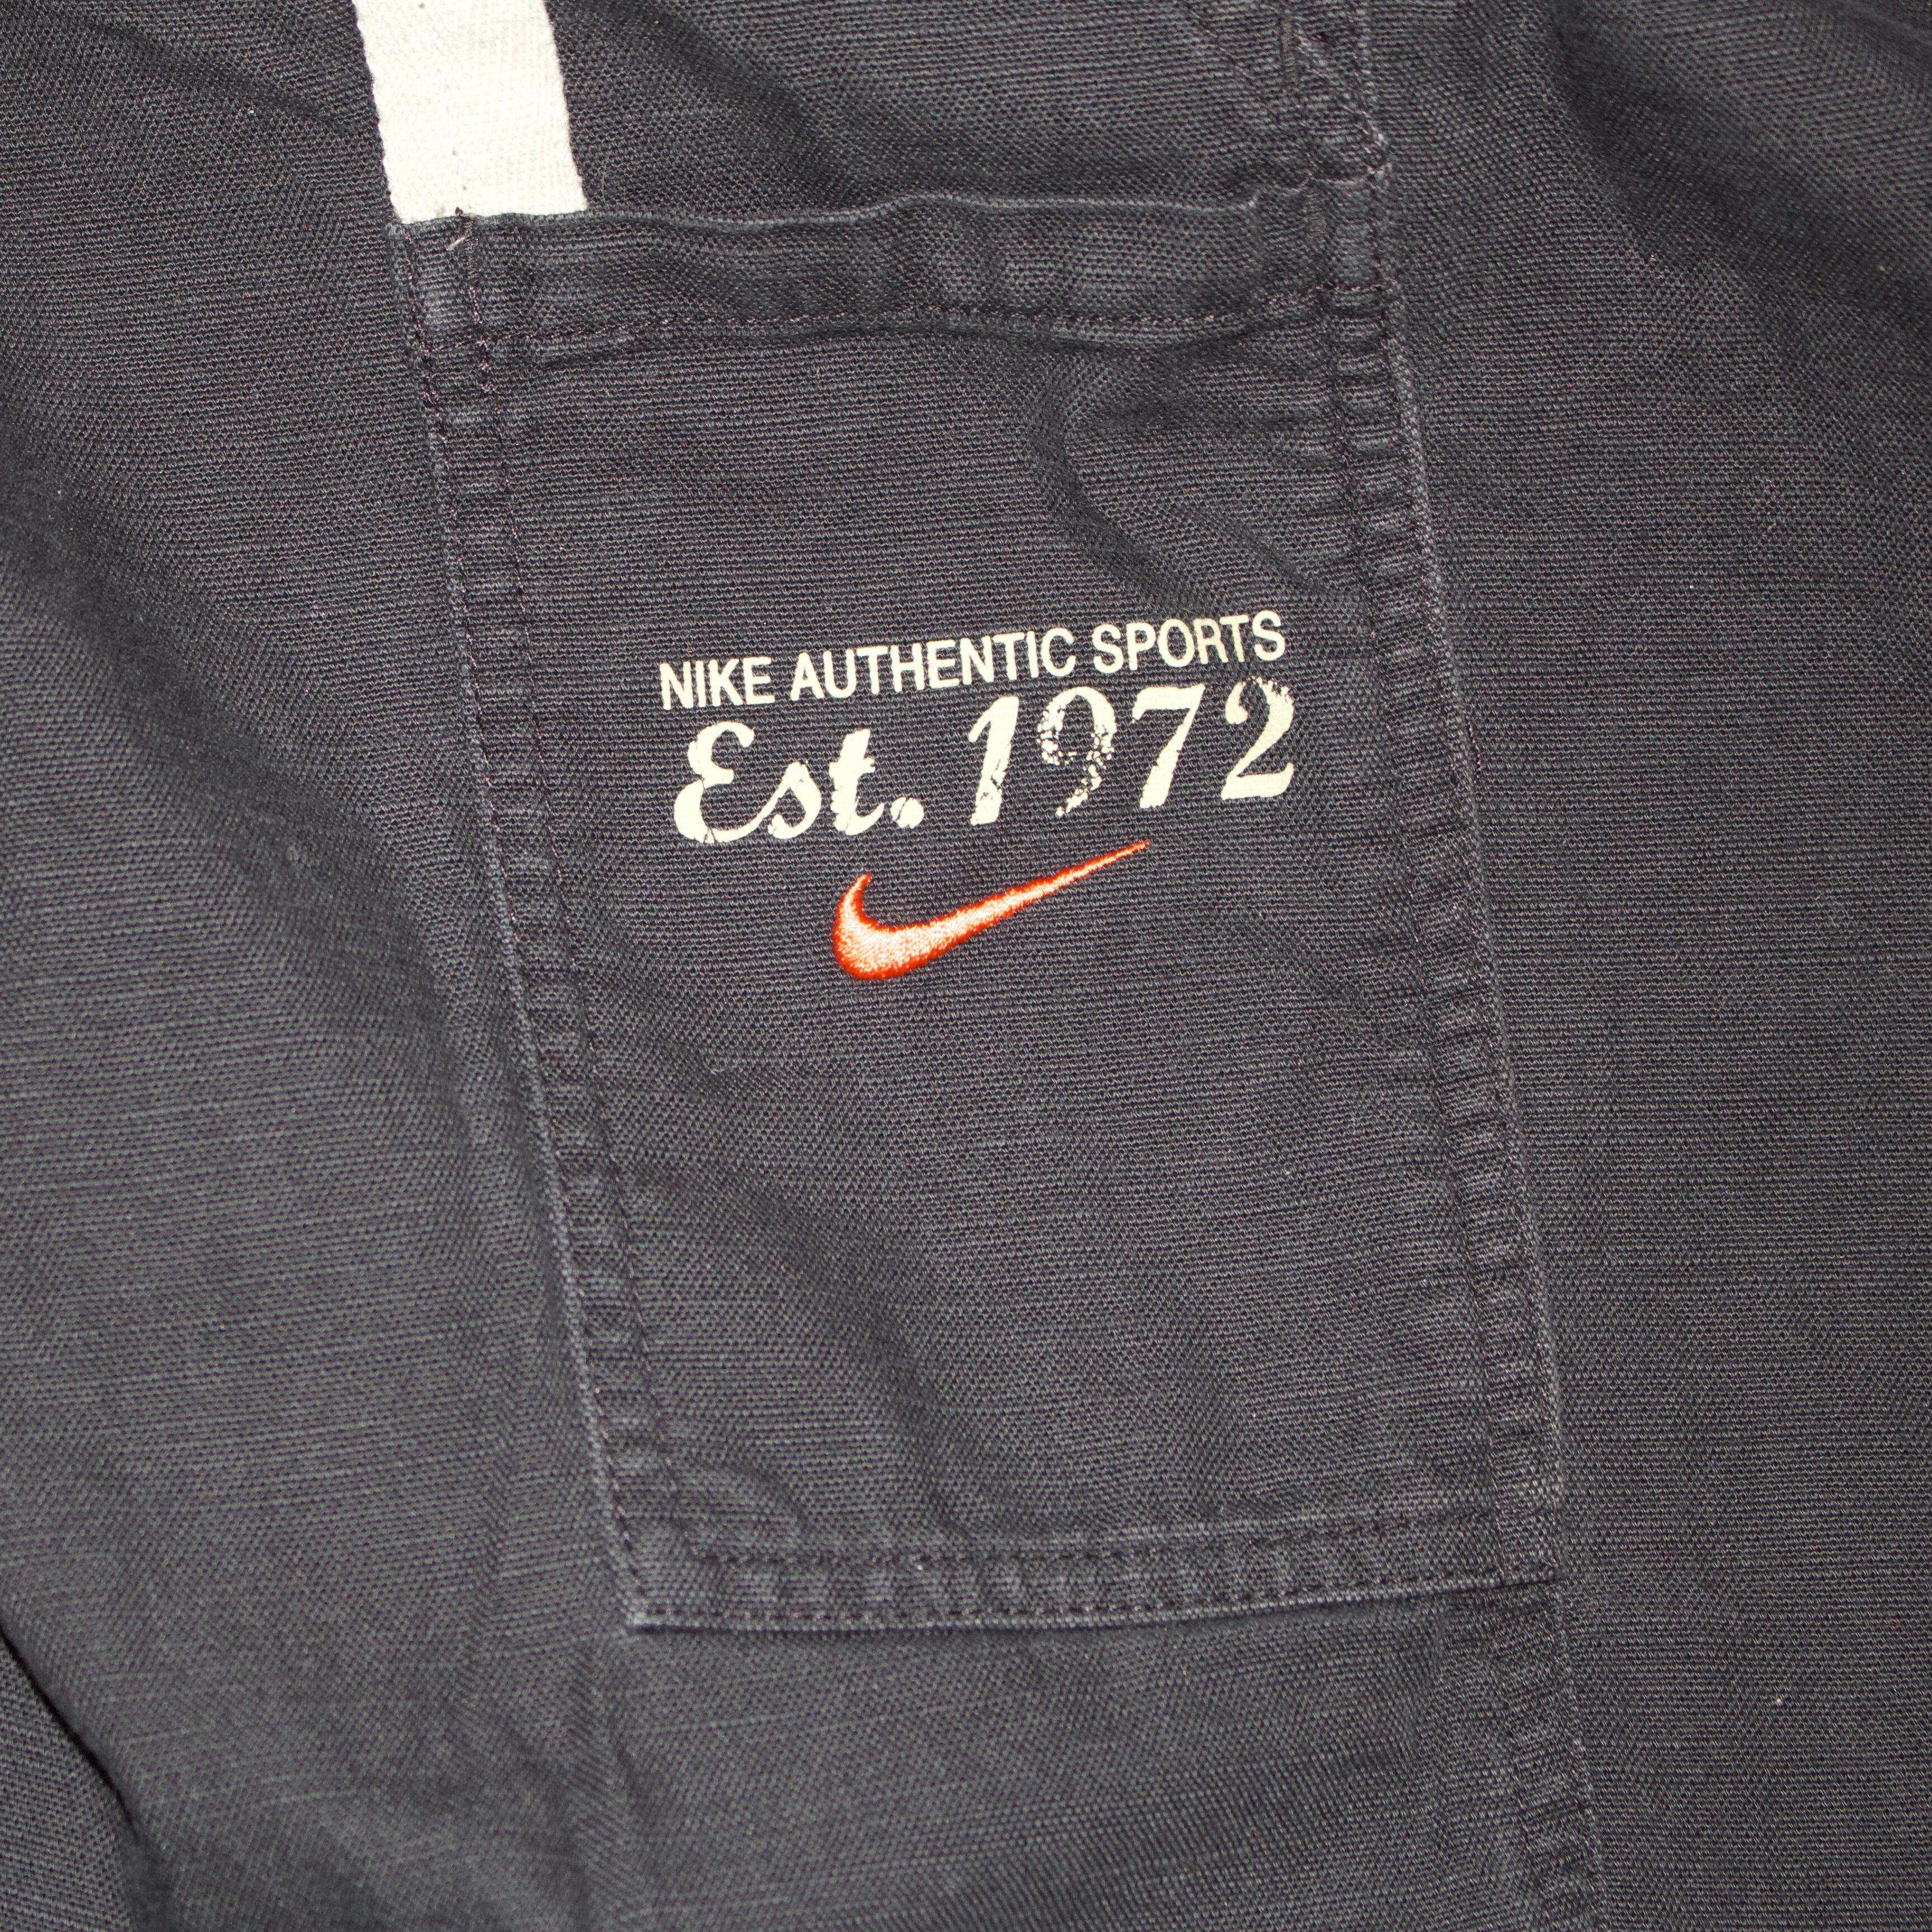 NIKE AUTHENTIC SPORTS
Est. 1972